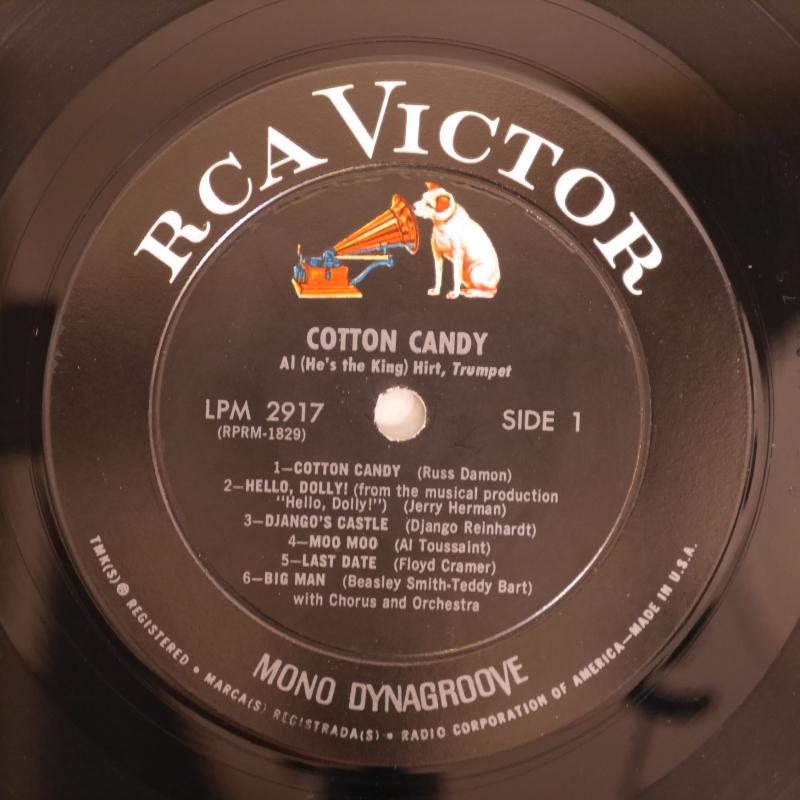 RCA VICTOR
COTTON CANDY
Al (He's the King) Hirt, Trumpet
LPM 2917
(RPRM-1829)
SIDE 1
1—COTTON CANDY (Russ Damon)
2—HELLO, DOLLY! (from the musical production
"Hello, Dolly!") (Jerry Herman)
3—DJANGO'S CASTLE (Django Reinhardt)
4—MOO MOO (Al Toussaint)
5—LAST DATE (Floyd Cramer)
6—BIG MAN (Beasley Smith-Teddy Bart)
with Chorus and Orchestra
MONO DYNAGROOVE
TMK(S) ® REGISTERED • MARCA(S) REGISTRADA(S) • RADIO CORPORATION OF AMERICA—MADE IN U.S.A.